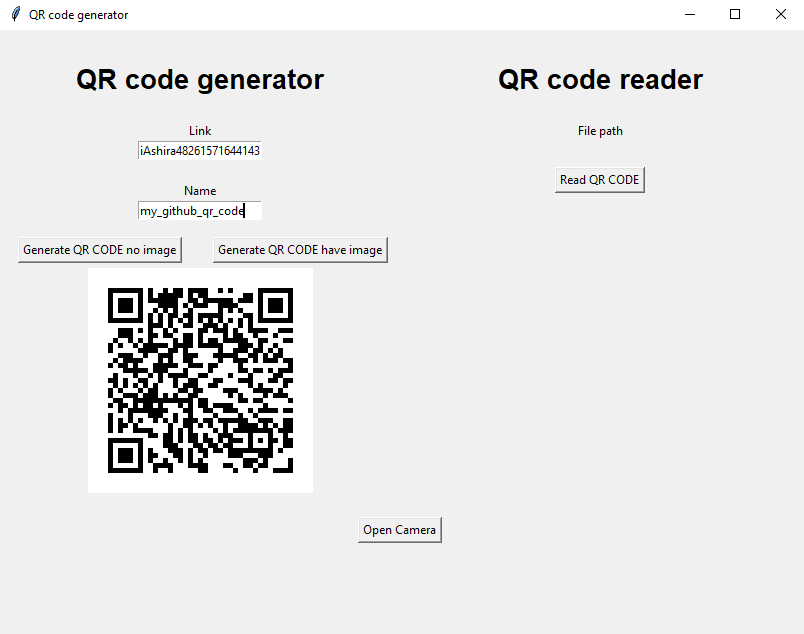 QR code generator
QR code generator
Link
iAshira48261571644143
Name
my_github_qr_code
Generate QR CODE no image
Generate QR CODE have image
QR code reader
File path
Read QR CODE
Open Camera